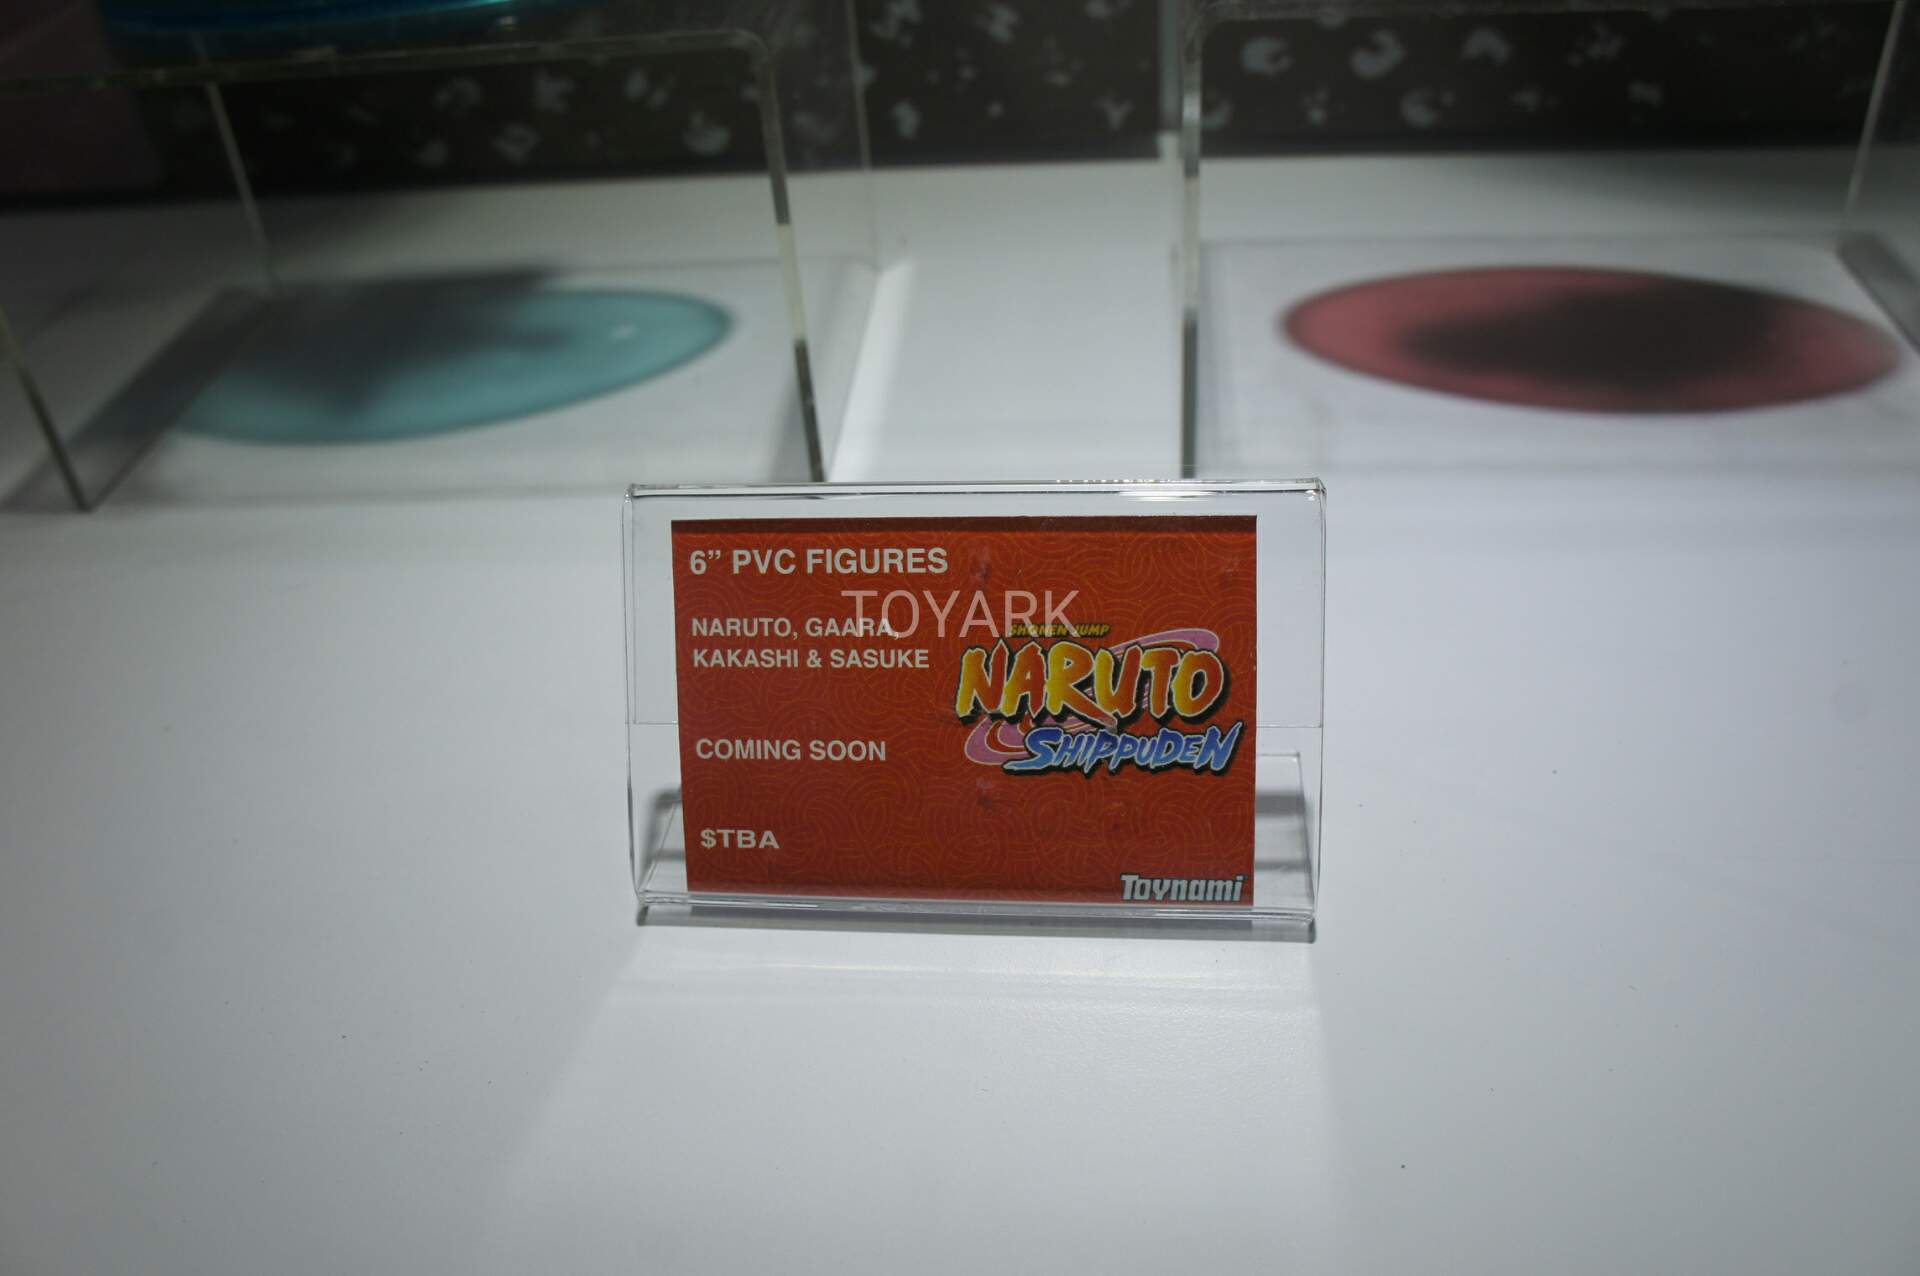 6” PVC FIGURES
TOYARK
NARUTO, GAARA,
KAKASHI & SASUKE
SHONEN JUMP
NARUTO
SHIPPUDEN
COMING SOON
$TBA
Toynami